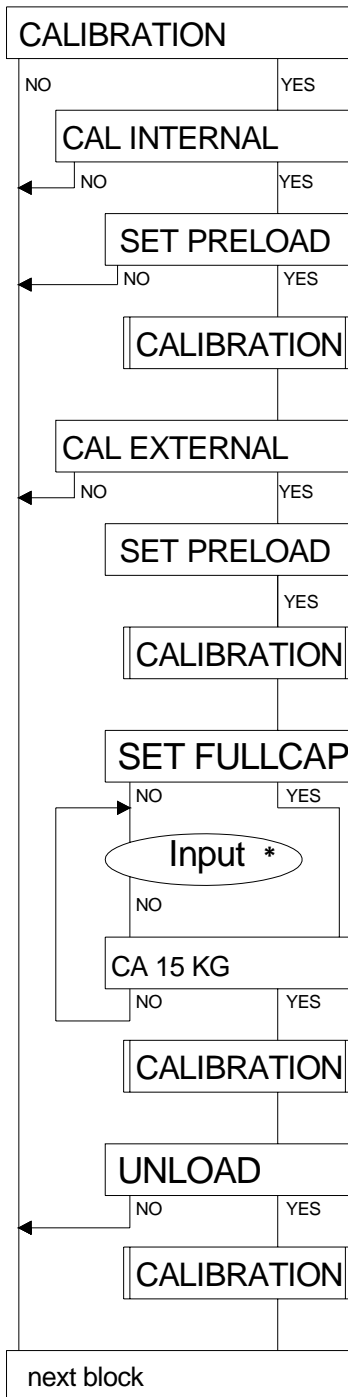 CALIBRATION
NO YES
CAL INTERNAL
NO YES
SET PRELOAD
NO YES
CALIBRATION
CAL EXTERNAL
NO YES
SET PRELOAD
YES
CALIBRATION
SET FULLCAP
NO YES
Input *
NO
CA 15 KG
NO YES
CALIBRATION
UNLOAD
NO YES
CALIBRATION
next block